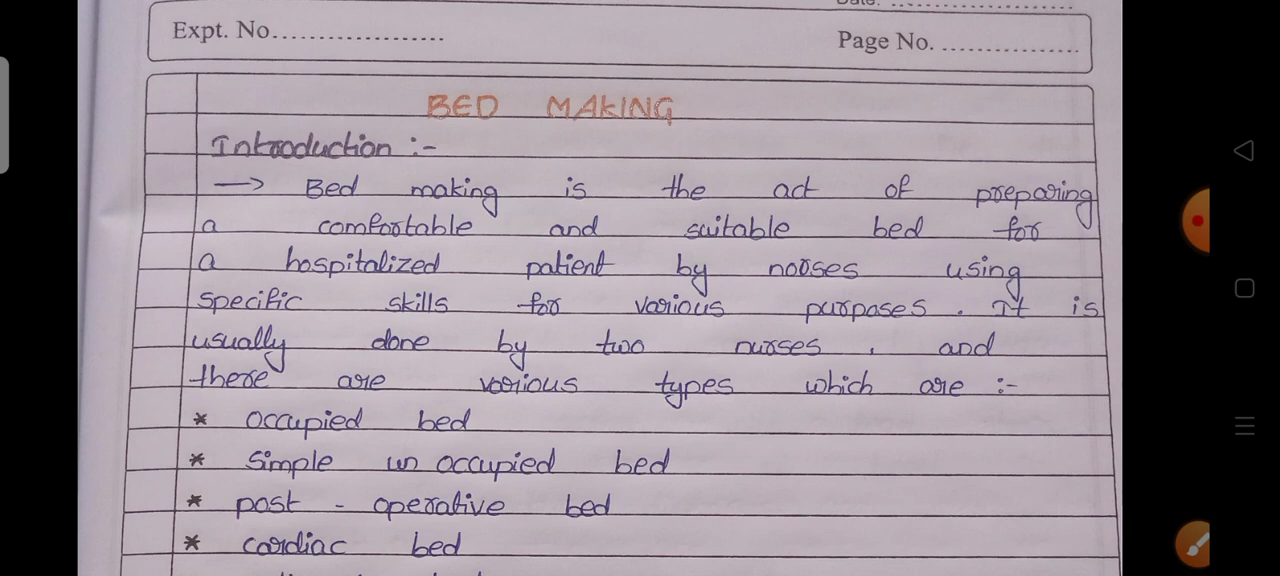 Expt. No...................
Page No. .................
BED MAKING
Introduction :-
—> Bed making is the act of preparing
a comfortable and suitable bed for
a hospitalized patient by norses using
specific skills for various purposes. It is
usually done by two nurses, and
there are various types which are :-
* occupied bed
* simple un occupied bed
* post - operative bed
* cardiac bed